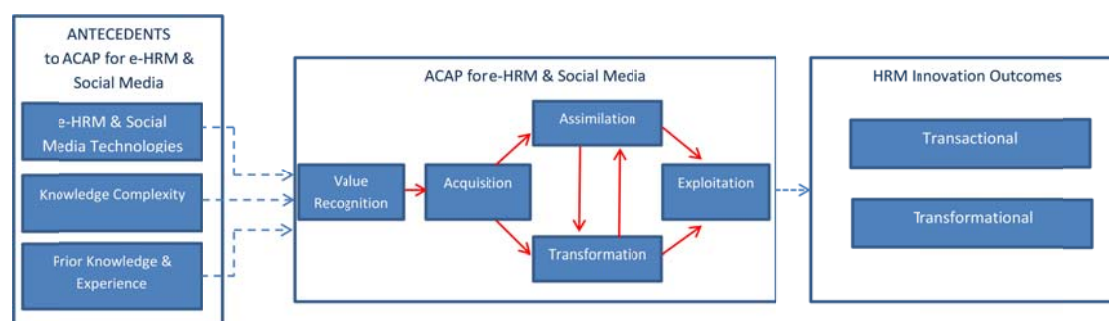 ANTECEDENTS
to ACAP for e-HRM &
Social Media
e-HRM & Social
Media Technologies
Knowledge Complexity
Prior Knowledge &
Experience
ACAP for e-HRM & Social Media
Value
Recognition
Acquisition
Assimilation
Transformation
Exploitation
HRM Innovation Outcomes
Transactional
Transformational